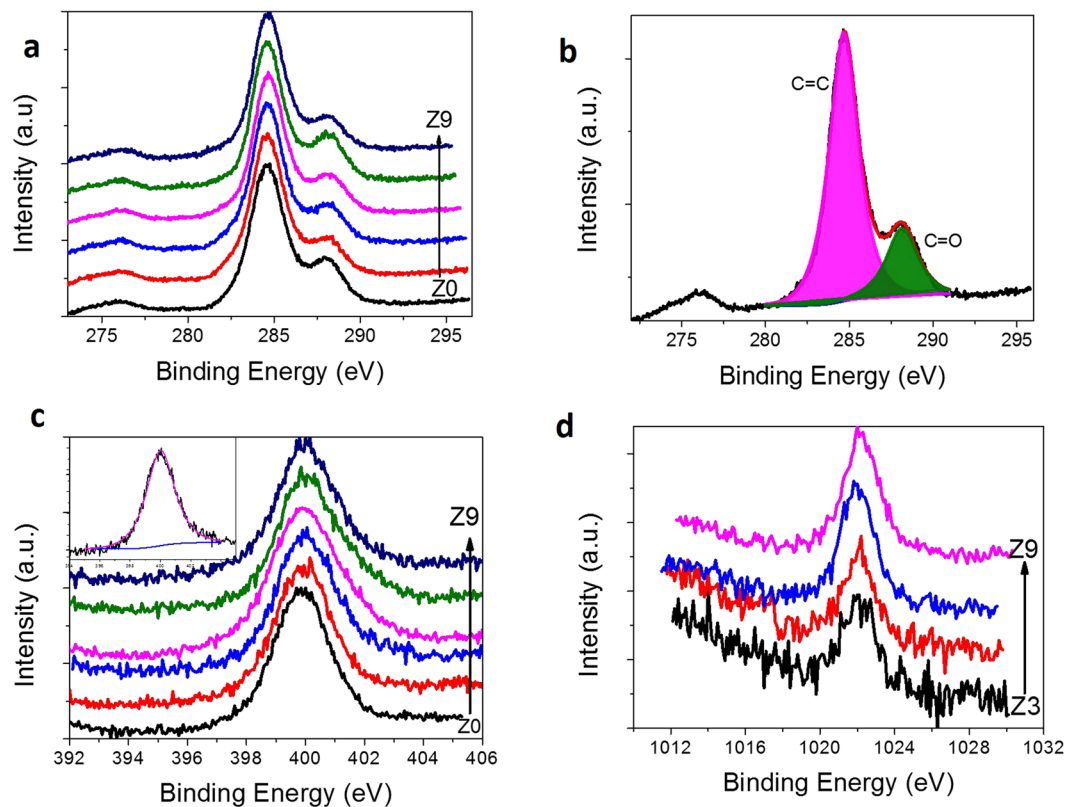 a
Intensity (a.u)
Z9
Z0
275 280 285 290 295
Binding Energy (eV)
b
Intensity (a.u.)
C=C
C=O
275 280 285 290 295
Binding Energy (eV)
c
Intensity (a.u.)
Z9
Z0
392 394 396 398 400 402 404 406
Binding Energy (eV)
d
Intensity (a.u.)
Z9
Z3
1012 1016 1020 1024 1028 1032
Binding Energy (eV)